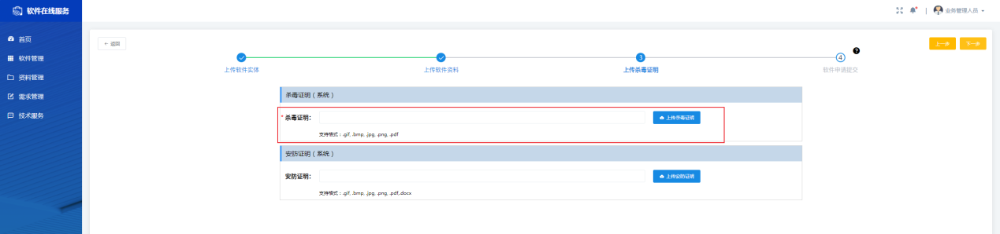 软件在线服务
业务管理人员
首页
软件管理
资料管理
需求管理
技术服务
← 返回
上一步 下一步
3 4 ?
上传软件实体 上传软件资料 上传杀毒证明 软件申请提交
杀毒证明（系统）
* 杀毒证明： 上传杀毒证明
支持格式：.gif, .bmp, .jpg, .png, .pdf
安防证明（系统）
安防证明： 上传安防证明
支持格式：.gif, .bmp, .jpg, .png, .pdf,.docx